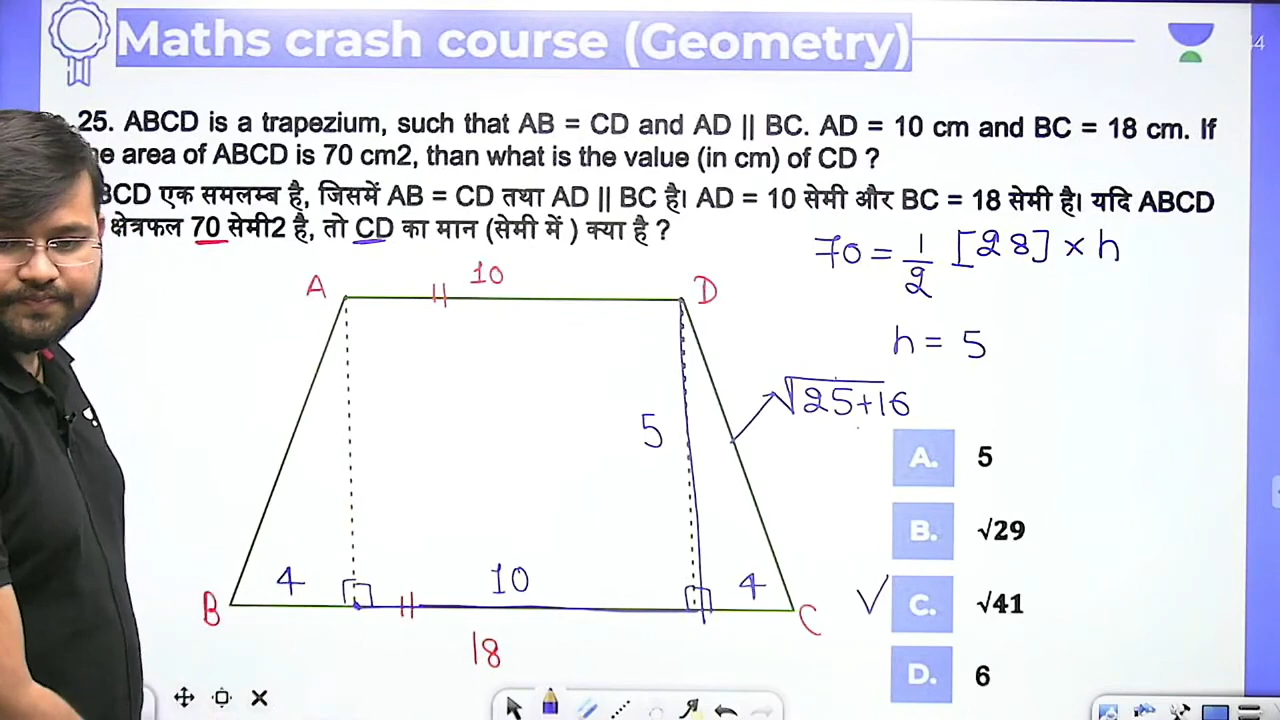 Maths crash course (Geometry)
25. ABCD is a trapezium, such that AB = CD and AD || BC. AD = 10 cm and BC = 18 cm. If
e area of ABCD is 70 cm2, than what is the value (in cm) of CD ?
BCD एक समलम्ब है, जिसमें AB = CD तथा AD || BC है। AD = 10 सेमी और BC = 18 सेमी है। यदि ABCD
क्षेत्रफल 70 सेमी2 है, तो CD का मान (सेमी में ) क्या है ?
70 = 1/2 [28] × h
A 10 D
h = 5
√25+16
5
A. 5
B. √29
4 10 4
C. √41
B 18 C
D. 6